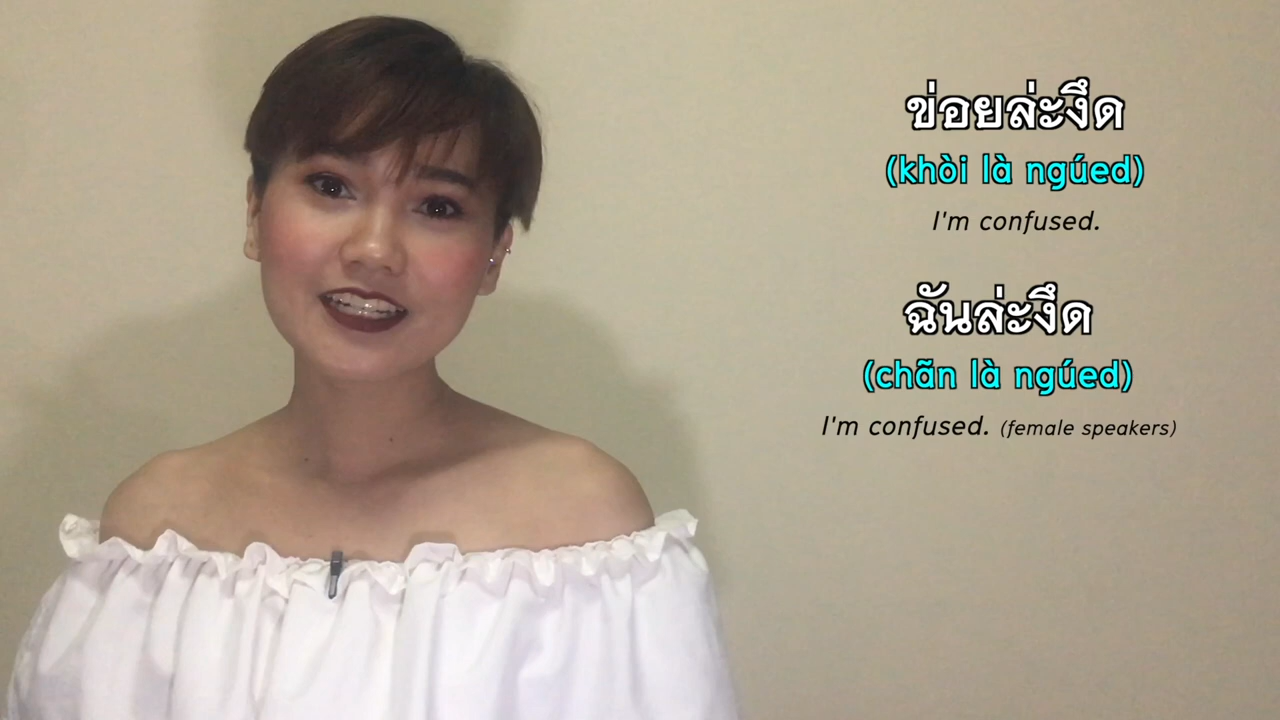 ข่อยล่ะงึด
(khòi là ngúed)
I'm confused.
ฉันล่ะงึด
(chãn là ngúed)
I'm confused. (female speakers)